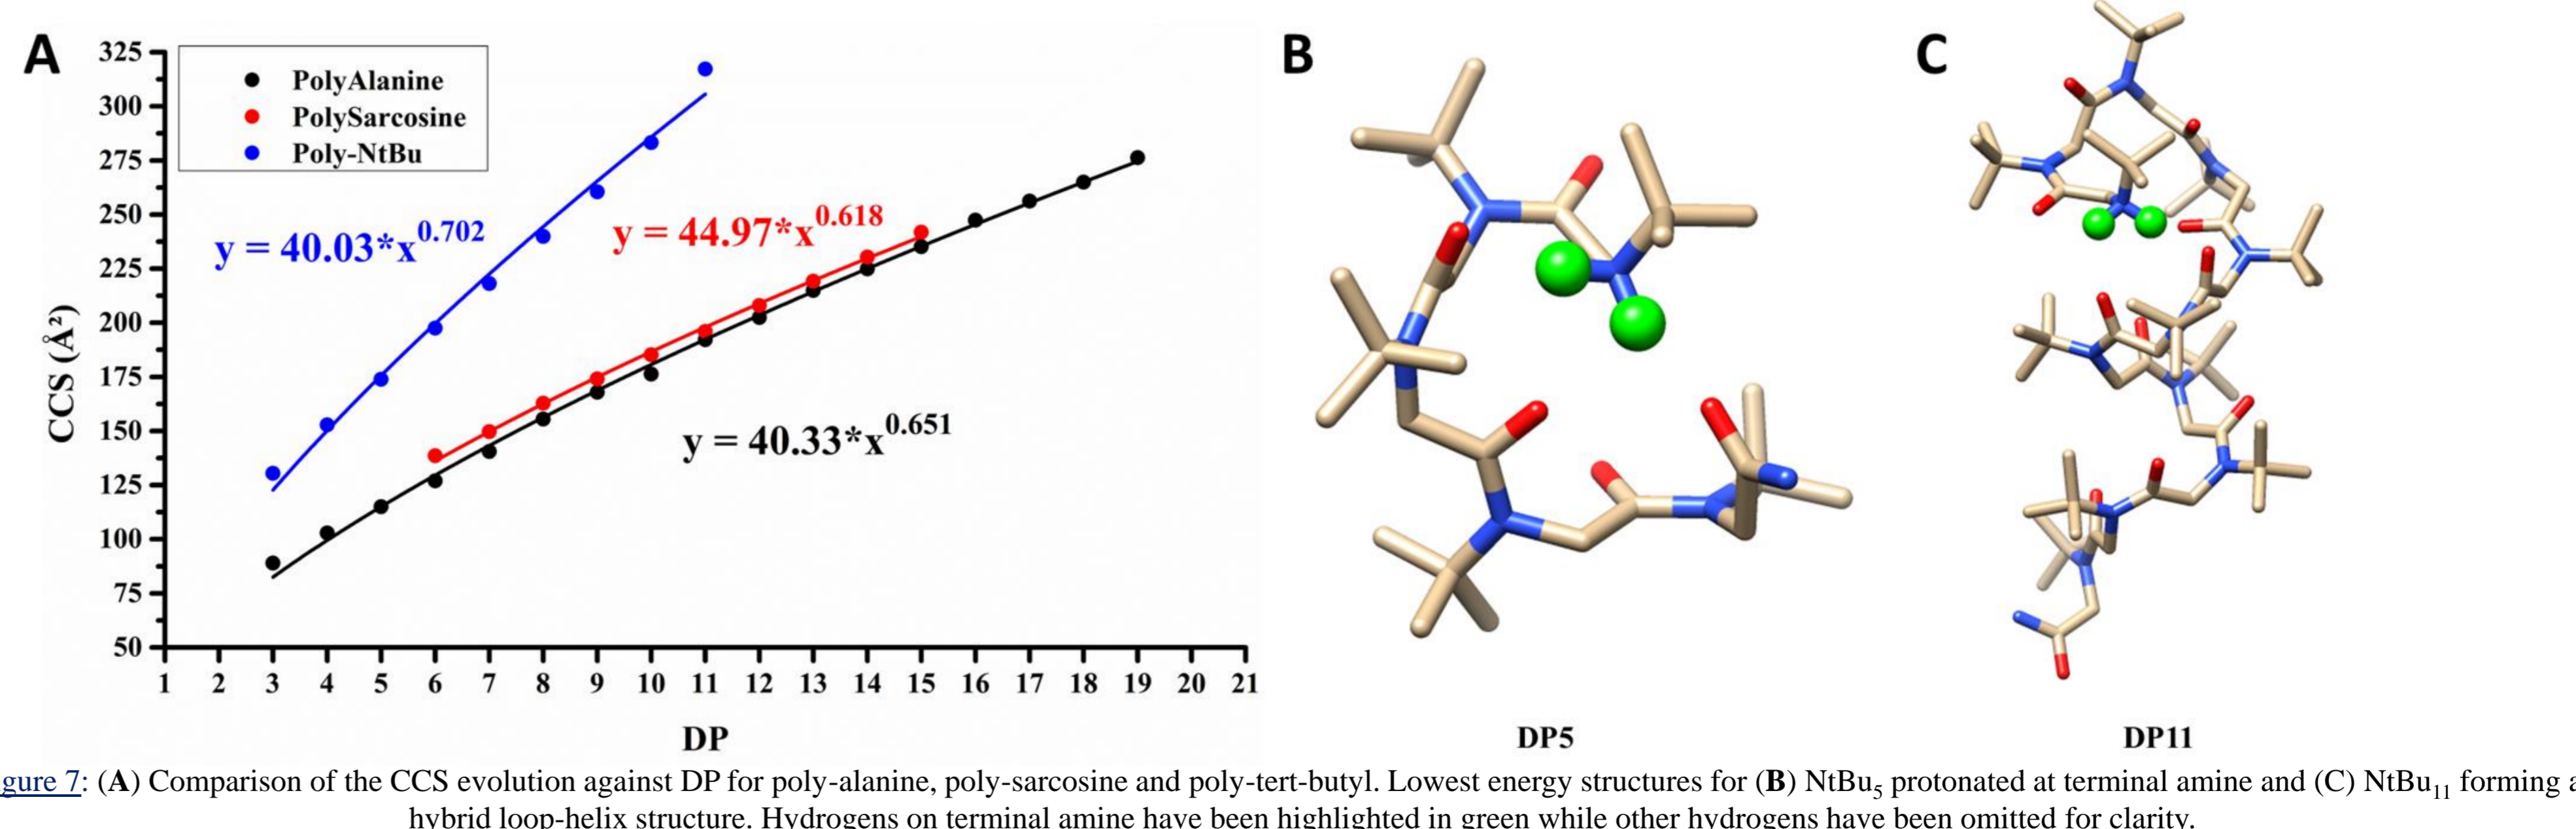 A
B
C
325
300
275
250
225
200
175
150
125
100
75
50
CCS (Å²)
PolyAlanine
PolySarcosine
Poly-NtBu
y = 40.03*x^0.702
y = 44.97*x^0.618
y = 40.33*x^0.651
1 2 3 4 5 6 7 8 9 10 11 12 13 14 15 16 17 18 19 20 21
DP
DP5
DP11
gure 7: (A) Comparison of the CCS evolution against DP for poly-alanine, poly-sarcosine and poly-tert-butyl. Lowest energy structures for (B) NtBu₅ protonated at terminal amine and (C) NtBu₁₁ forming a
hybrid loop-helix structure. Hydrogens on terminal amine have been highlighted in green while other hydrogens have been omitted for clarity.